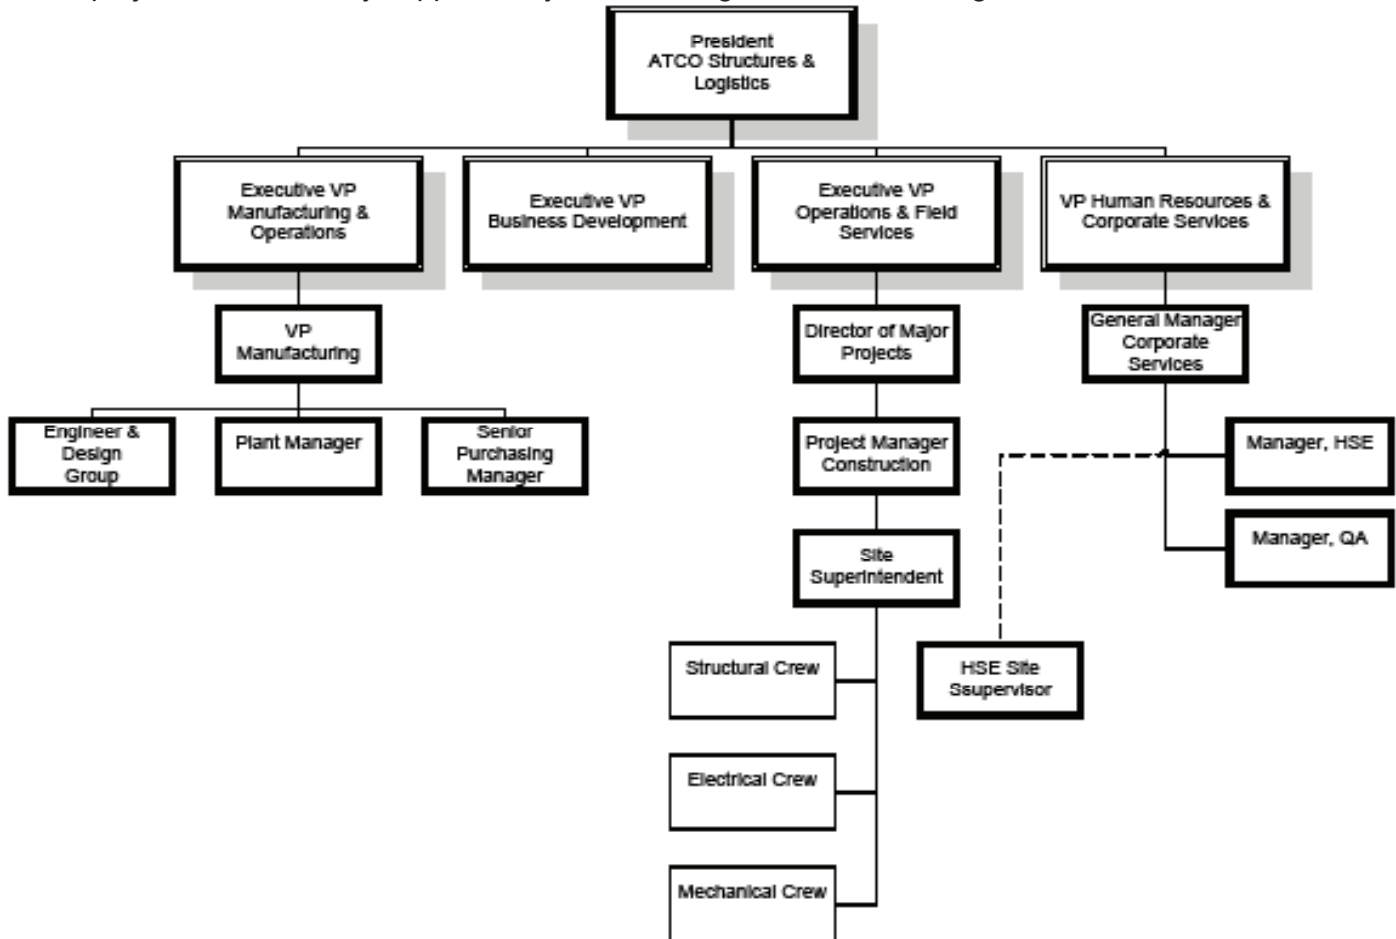 President
ATCO Structures &
Logistics
Executive VP
Manufacturing &
Operations
Executive VP
Business Development
Executive VP
Operations & Field
Services
VP Human Resources &
Corporate Services
VP
Manufacturing
Director of Major
Projects
General Manager
Corporate
Services
Engineer &
Design
Group
Plant Manager
Senior
Purchasing
Manager
Project Manager
Construction
Manager, HSE
Manager, QA
Site
Superintendent
Structural Crew
HSE Site
Ssupervisor
Electrical Crew
Mechanical Crew